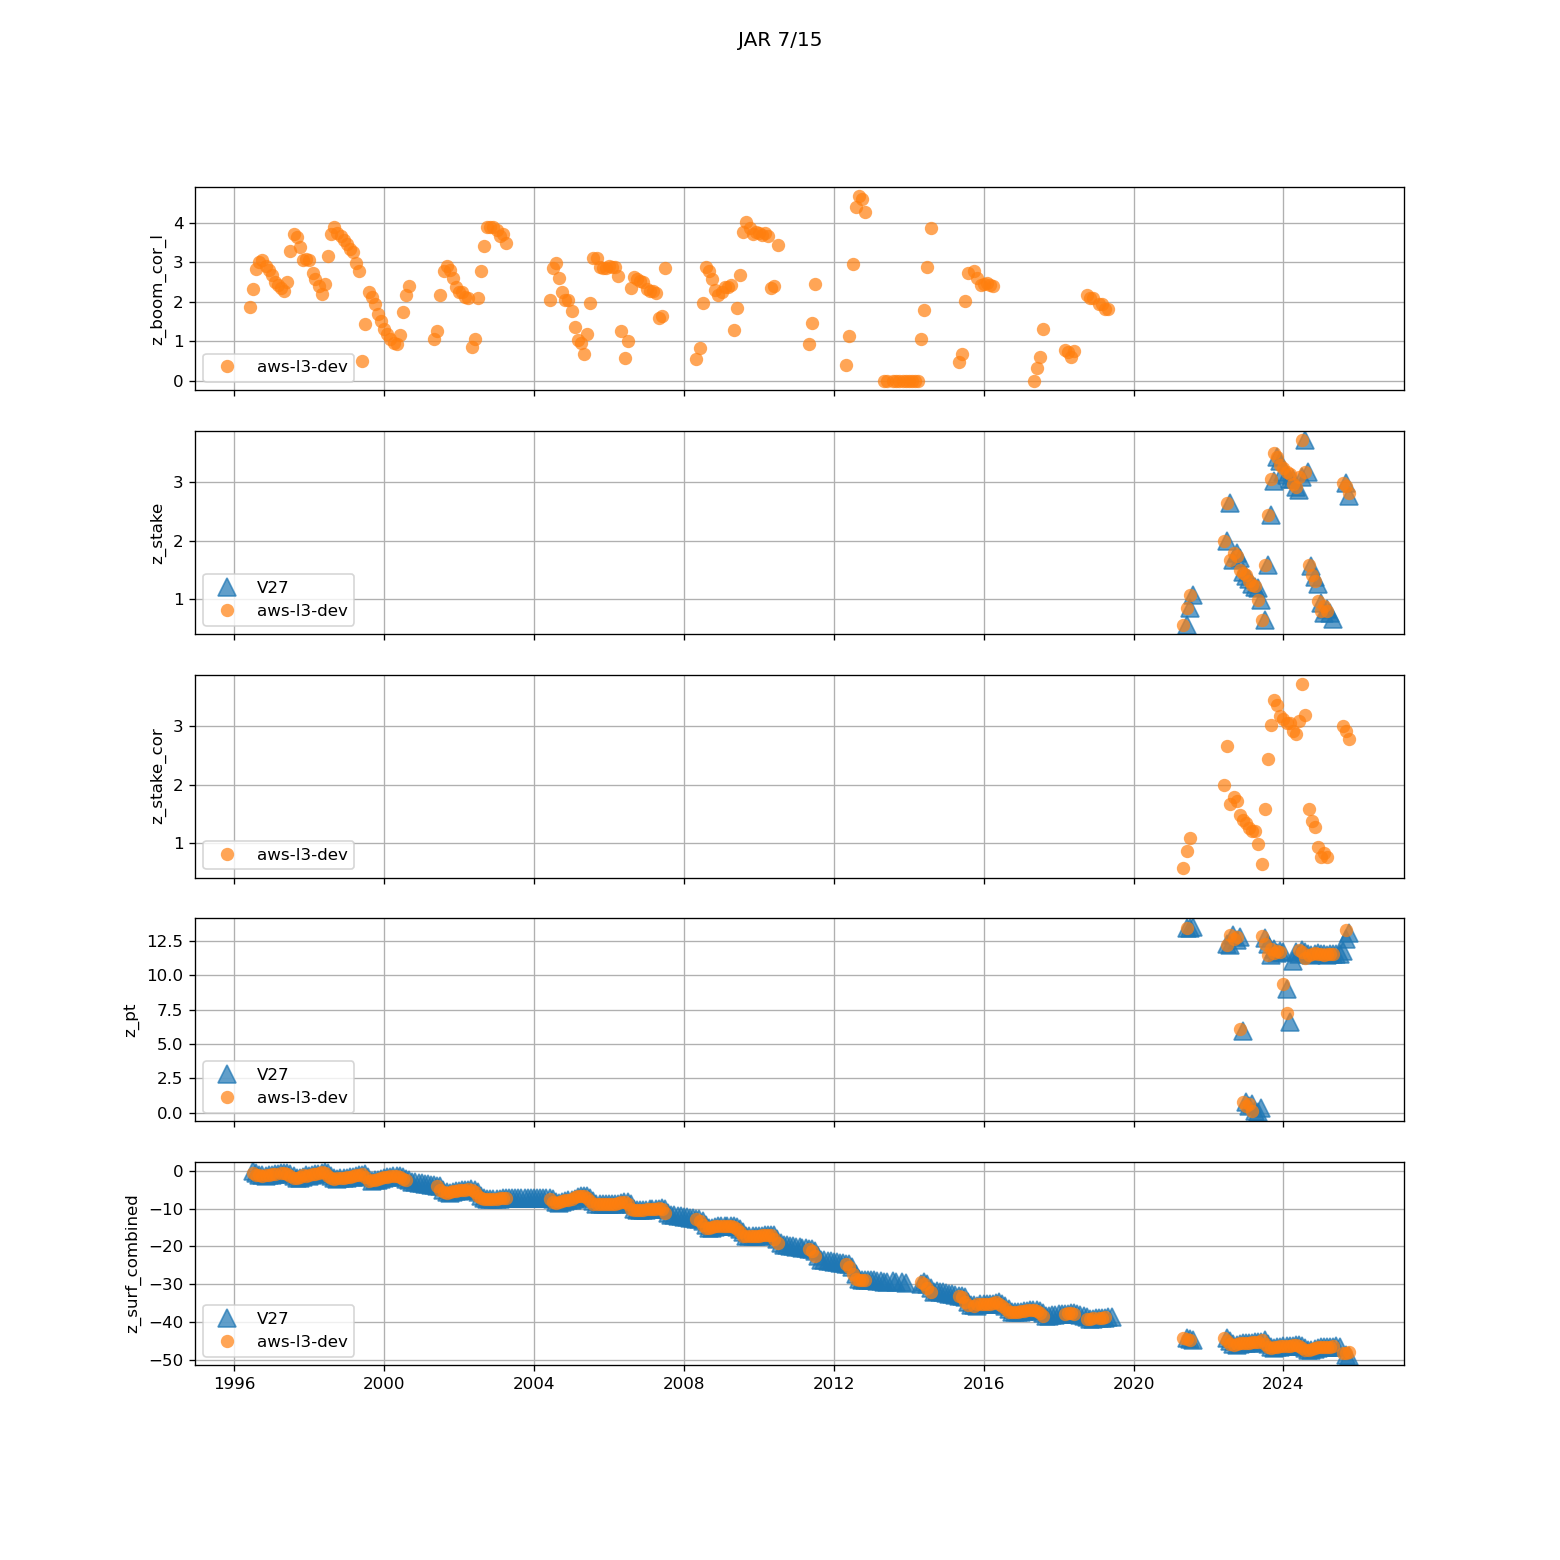 JAR 7/15
z_boom_cor_l
4
3
2
1
0
aws-l3-dev
z_stake
3
2
1
V27
aws-l3-dev
z_stake_cor
3
2
1
aws-l3-dev
z_pt
12.5
10.0
7.5
5.0
2.5
0.0
V27
aws-l3-dev
z_surf_combined
0
−10
−20
−30
−40
−50
V27
aws-l3-dev
1996 2000 2004 2008 2012 2016 2020 2024